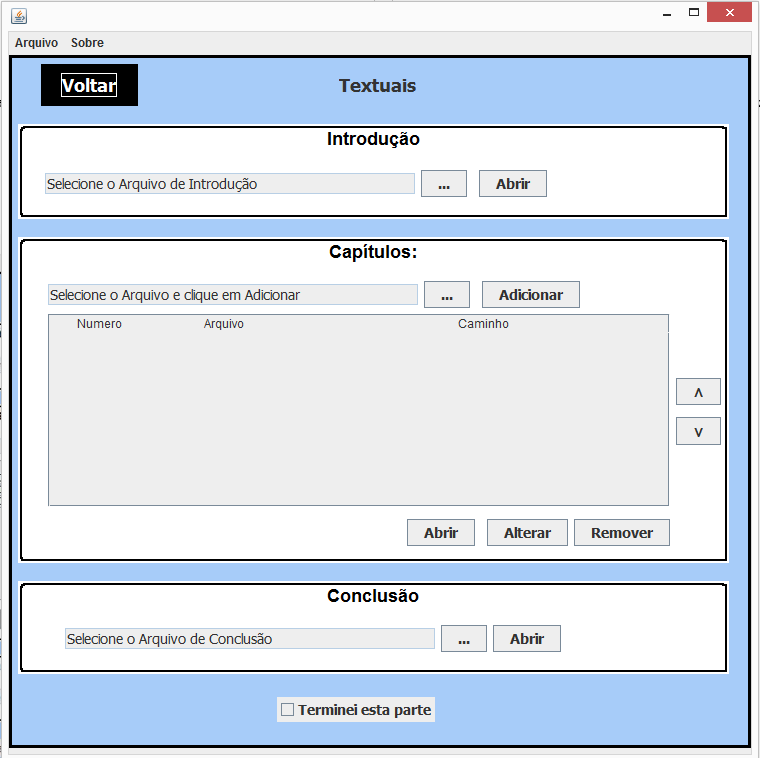 Arquivo Sobre
Voltar
Textuais
Introdução
Selecione o Arquivo de Introdução ... Abrir
Capítulos:
Selecione o Arquivo e clique em Adicionar ... Adicionar
Numero Arquivo Caminho
ʌ
v
Abrir Alterar Remover
Conclusão
Selecione o Arquivo de Conclusão ... Abrir
Terminei esta parte